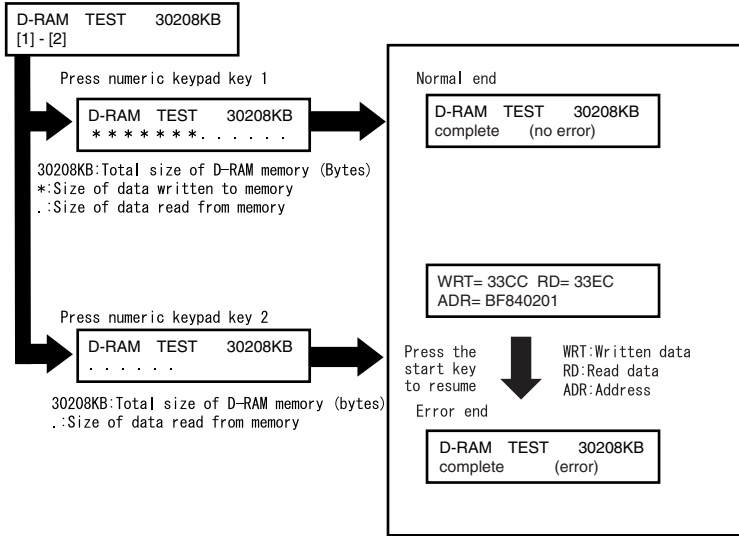 D-RAM TEST 30208KB
[1] - [2]
Press numeric keypad key 1
D-RAM TEST 30208KB
* * * * * * * . . . . . .
30208KB:Total size of D-RAM memory (Bytes)
*:Size of data written to memory
.:Size of data read from memory
Press numeric keypad key 2
D-RAM TEST 30208KB
. . . . . .
30208KB:Total size of D-RAM memory (bytes)
.:Size of data read from memory
Normal end
D-RAM TEST 30208KB
complete (no error)
WRT= 33CC RD= 33EC
ADR= BF840201
Press the
start key
to resume
WRT:Written data
RD:Read data
ADR:Address
Error end
D-RAM TEST 30208KB
complete (error)